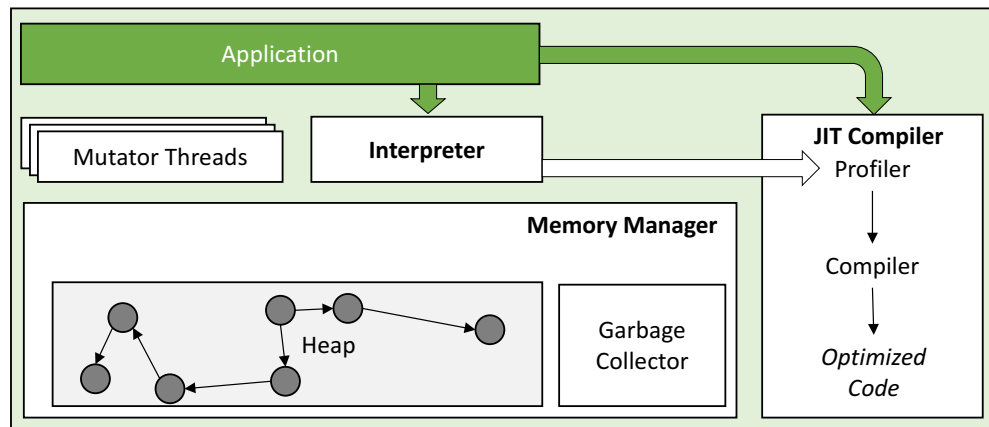 Application
Mutator Threads
Interpreter
JIT Compiler
Profiler
Compiler
Optimized
Code
Memory Manager
Heap
Garbage
Collector